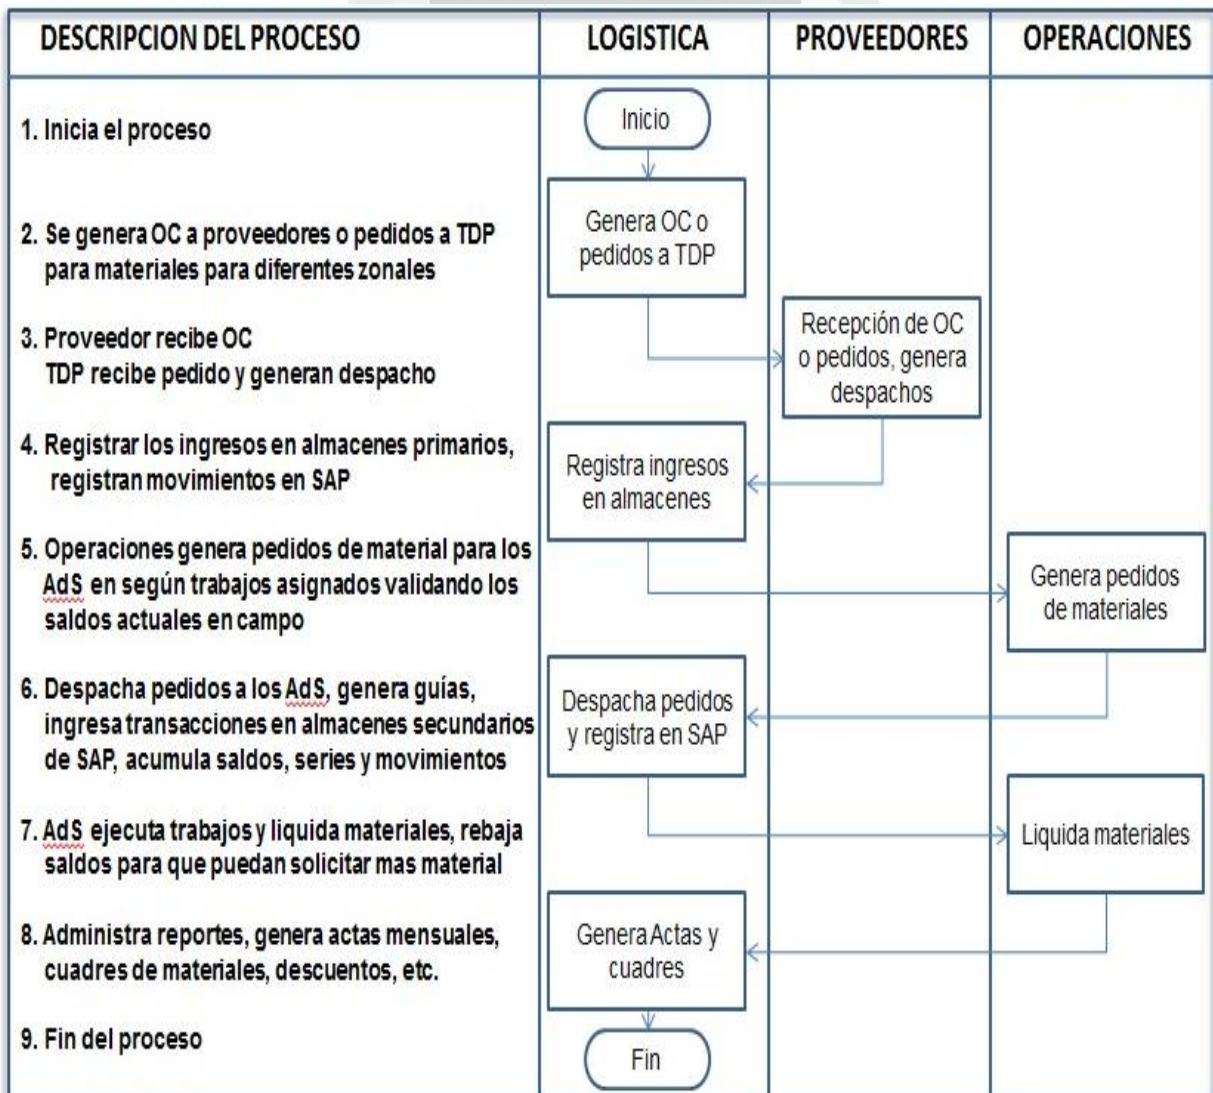 DESCRIPCION DEL PROCESO
LOGISTICA
PROVEEDORES
OPERACIONES
1. Inicia el proceso
Inicio
2. Se genera OC a proveedores o pedidos a TDP
para materiales para diferentes zonales
Genera OC o
pedidos a TDP
3. Proveedor recibe OC
TDP recibe pedido y generan despacho
Recepción de OC
o pedidos, genera
despachos
4. Registrar los ingresos en almacenes primarios,
registran movimientos en SAP
Registra ingresos
en almacenes
5. Operaciones genera pedidos de material para los
AdS en según trabajos asignados validando los
saldos actuales en campo
Genera pedidos
de materiales
6. Despacha pedidos a los AdS, genera guías,
ingresa transacciones en almacenes secundarios
de SAP, acumula saldos, series y movimientos
Despacha pedidos
y registra en SAP
7. AdS ejecuta trabajos y liquida materiales, rebaja
saldos para que puedan solicitar mas material
Liquida materiales
8. Administra reportes, genera actas mensuales,
cuadres de materiales, descuentos, etc.
Genera Actas y
cuadres
9. Fin del proceso
Fin